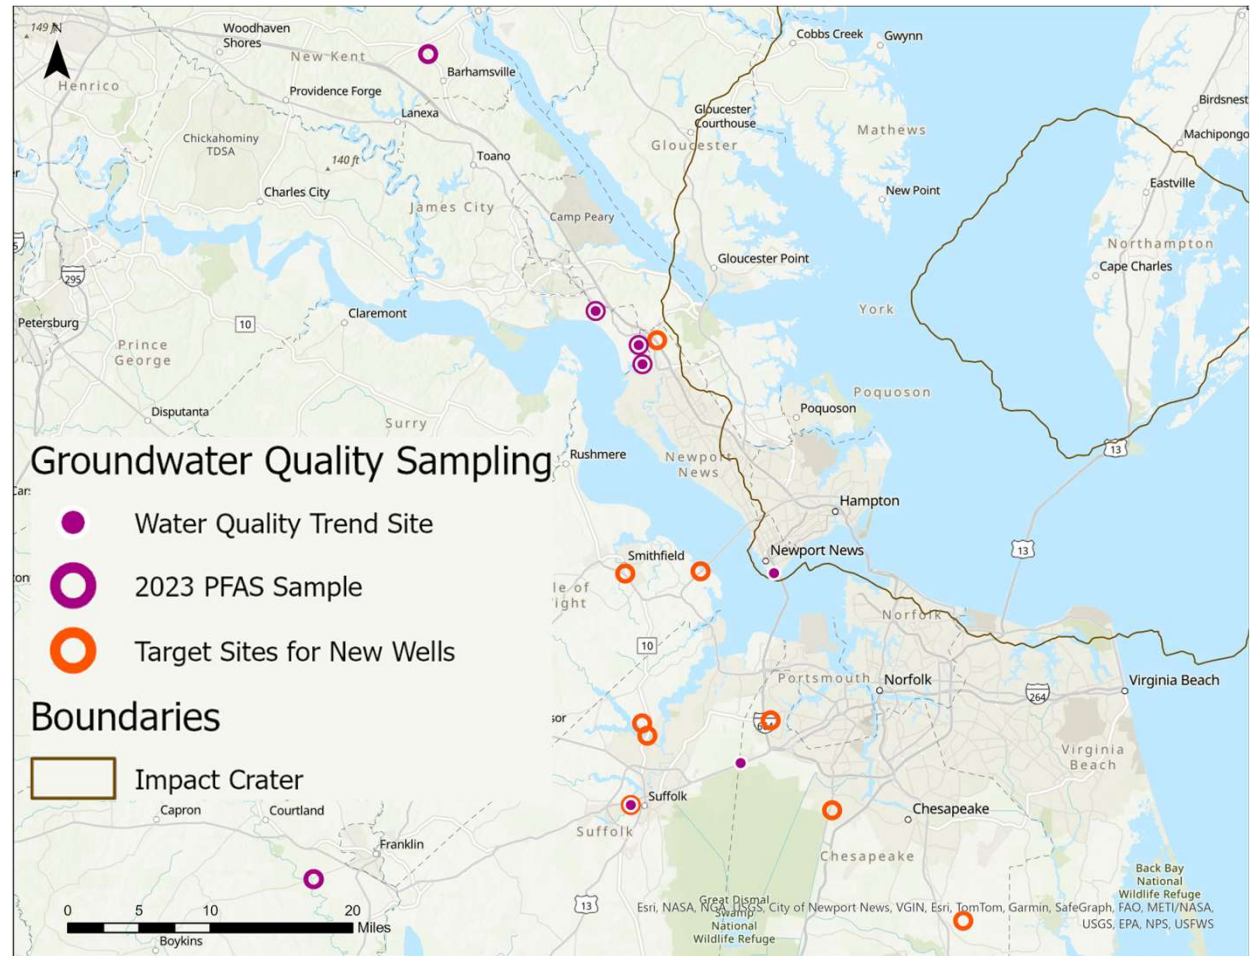 149 ft
N
Woodhaven
Shores
New Kent
Henrico
Barhamsville
Providence Forge
Lanexa
Chickahominy
TDSA
140 ft
Toano
Charles City
James City
Camp Peary
Cobbs Creek
Gwynn
Gloucester
Courthouse
Gloucester
Mathews
New Point
Birdsnest
Machipongo
Eastville
Northampton
Cape Charles
Gloucester Point
York
295
Petersburg
10
Claremont
Prince
George
Disputanta
Surry
Poquoson
Poquoson
13
Rushmere
Newport
News
Hampton
Newport News
13
Smithfield
le of
ight
10
Norfolk
Portsmouth
Norfolk
264
Virginia Beach
Virginia
Beach
sor
Suffolk
Suffolk
Chesapeake
Chesapeake
13
Great Dismal
Swamp
National
Wildlife Refuge
Back Bay
National
Wildlife Refuge
Groundwater Quality Sampling
Water Quality Trend Site
2023 PFAS Sample
Target Sites for New Wells
Boundaries
Impact Crater
Capron
Courtland
Franklin
Boykins
0 5 10 20
Miles
Esri, NASA, NGA, USGS, City of Newport News, VGIN, Esri, TomTom, Garmin, SafeGraph, FAO, METI/NASA,
USGS, EPA, NPS, USFWS